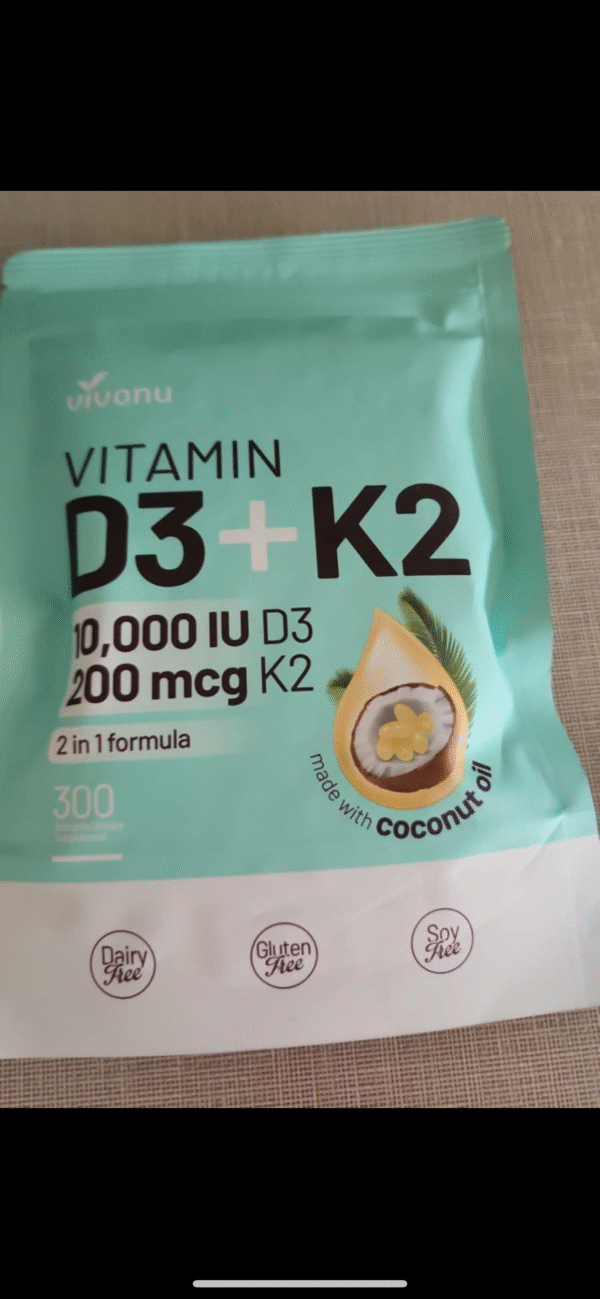 vivonu
VITAMIN
D3+K2
10,000 IU D3
200 mcg K2
2 in 1 formula
300
made with coconut oil
Dairy
Free
Gluten
Free
Soy
Free